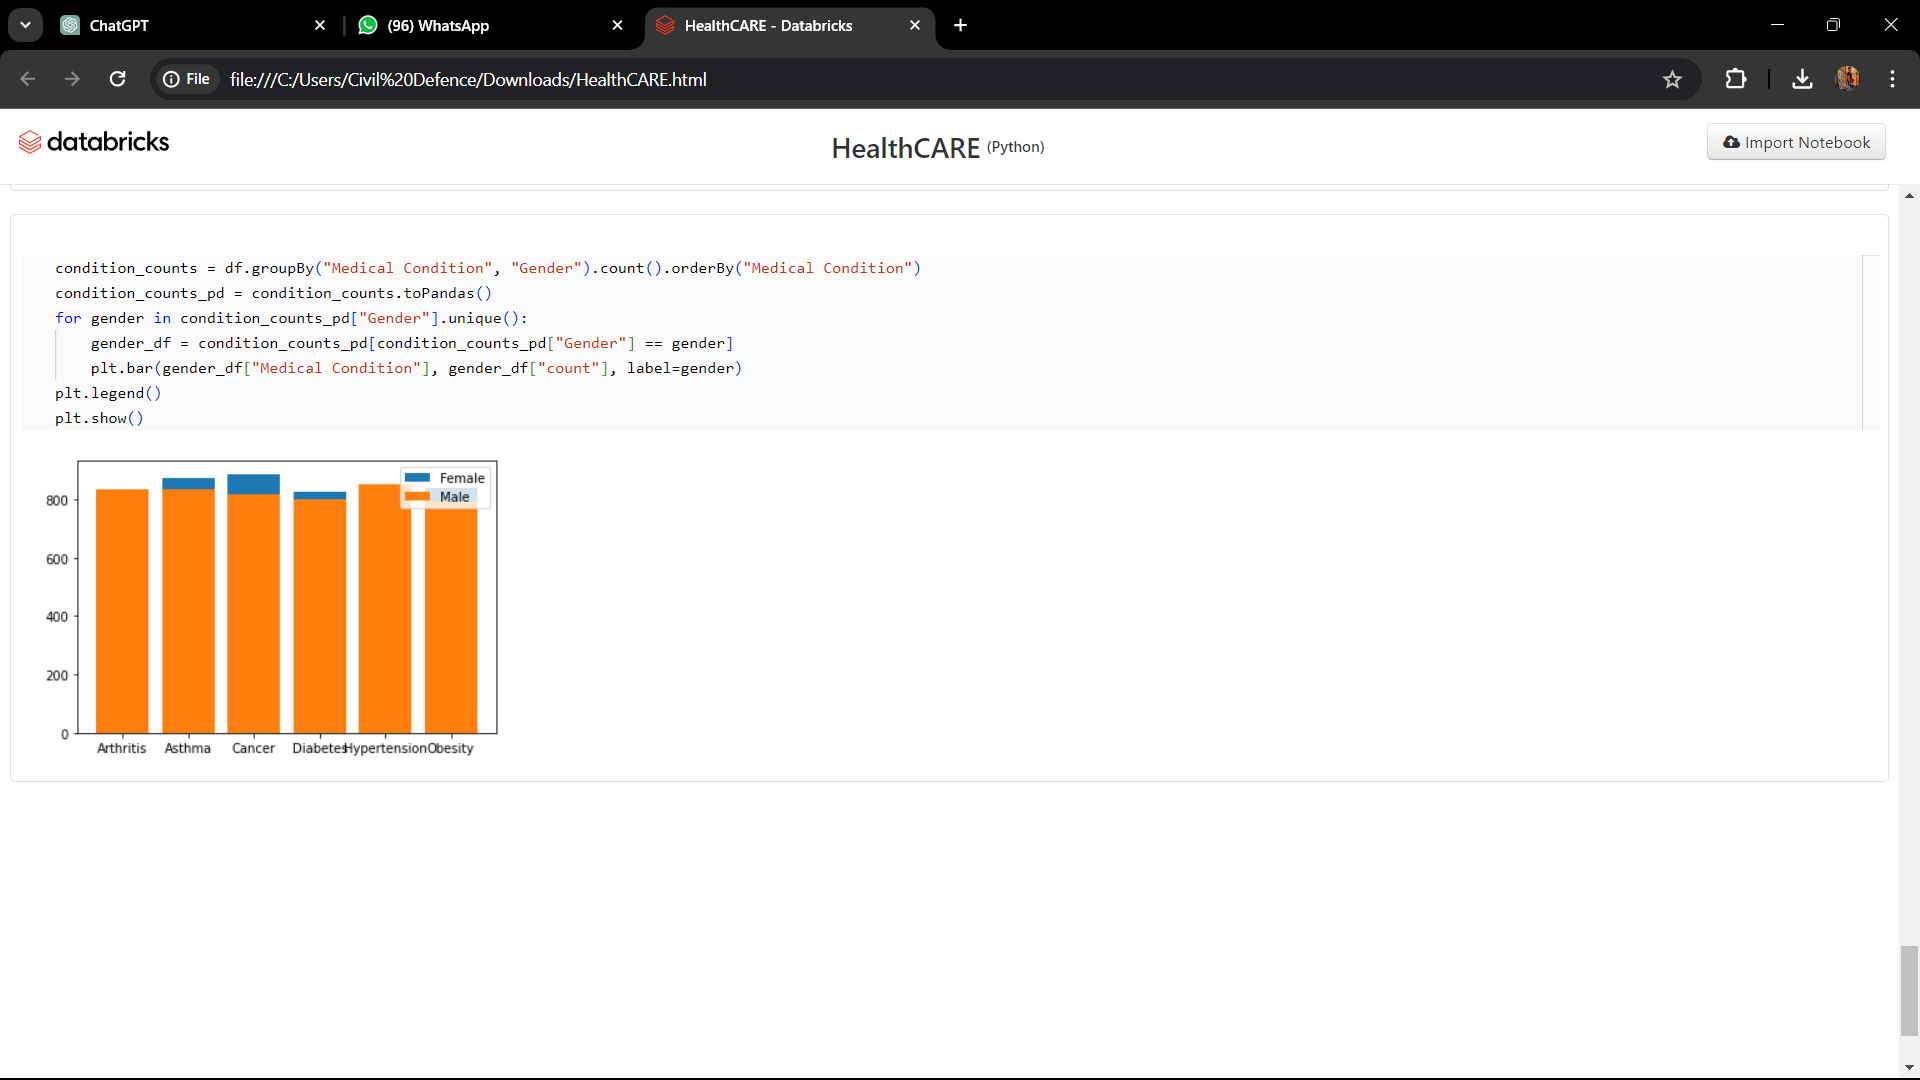 ChatGPT
(96) WhatsApp
HealthCARE - Databricks
File
file:///C:/Users/Civil%20Defence/Downloads/HealthCARE.html
databricks
HealthCARE (Python)
Import Notebook
condition_counts = df.groupBy("Medical Condition", "Gender").count().orderBy("Medical Condition")
condition_counts_pd = condition_counts.toPandas()
for gender in condition_counts_pd["Gender"].unique():
    gender_df = condition_counts_pd[condition_counts_pd["Gender"] == gender]
    plt.bar(gender_df["Medical Condition"], gender_df["count"], label=gender)
plt.legend()
plt.show()
Female
Male
800
600
400
200
0
Arthritis Asthma Cancer Diabetes Hypertension Obesity